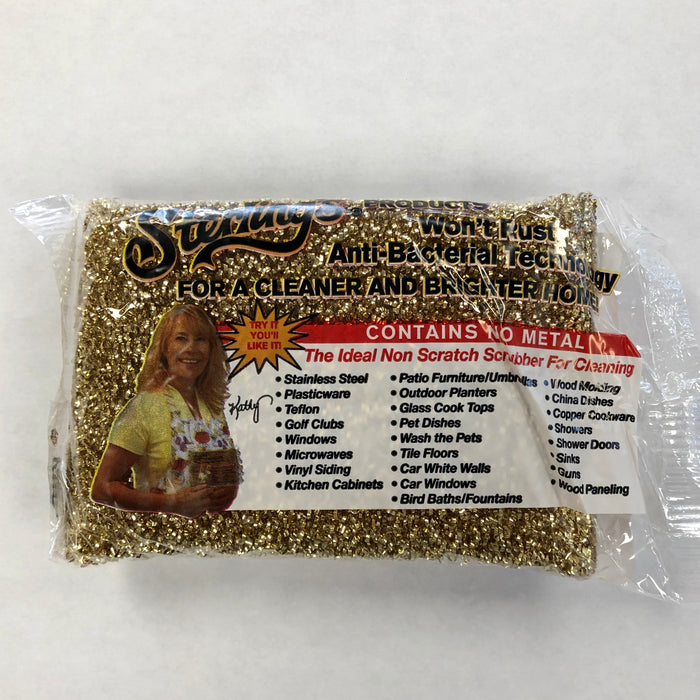 Sterling's PRODUCTS
Won't Rust
Anti-Bacterial Technology
FOR A CLEANER AND BRIGHTER HOME
TRY IT
YOU'LL
LIKE IT!
CONTAINS NO METAL
The Ideal Non Scratch Scrubber For Cleaning
Kathy
• Stainless Steel
• Plasticware
• Teflon
• Golf Clubs
• Windows
• Microwaves
• Vinyl Siding
• Kitchen Cabinets
• Patio Furniture/Umbrellas
• Outdoor Planters
• Glass Cook Tops
• Pet Dishes
• Wash the Pets
• Tile Floors
• Car White Walls
• Car Windows
• Bird Baths/Fountains
• Wood Molding
• China Dishes
• Copper Cookware
• Showers
• Shower Doors
• Sinks
• Guns
• Wood Paneling